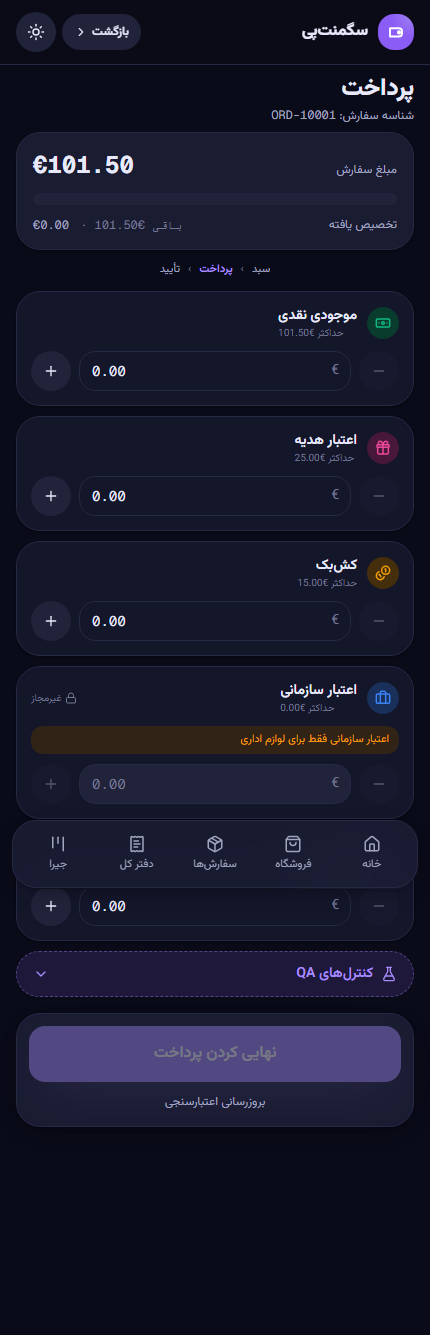 سگمنت‌پی
بازگشت
پرداخت
شناسه سفارش: ORD-10001
مبلغ سفارش
€101.50
تخصیص یافته
€0.00 · باقی €101.50
سبد › پرداخت › تأیید
موجودی نقدی
حداکثر €101.50
−
€
0.00
+
اعتبار هدیه
حداکثر €25.00
−
€
0.00
+
کش‌بک
حداکثر €15.00
−
€
0.00
+
اعتبار سازمانی
غیرمجاز
حداکثر €0.00
اعتبار سازمانی فقط برای لوازم اداری
−
€
0.00
+
خانه
فروشگاه
سفارش‌ها
دفتر کل
جیرا
−
€
0.00
+
کنترل‌های QA
نهایی کردن پرداخت
بروزرسانی اعتبارسنجی